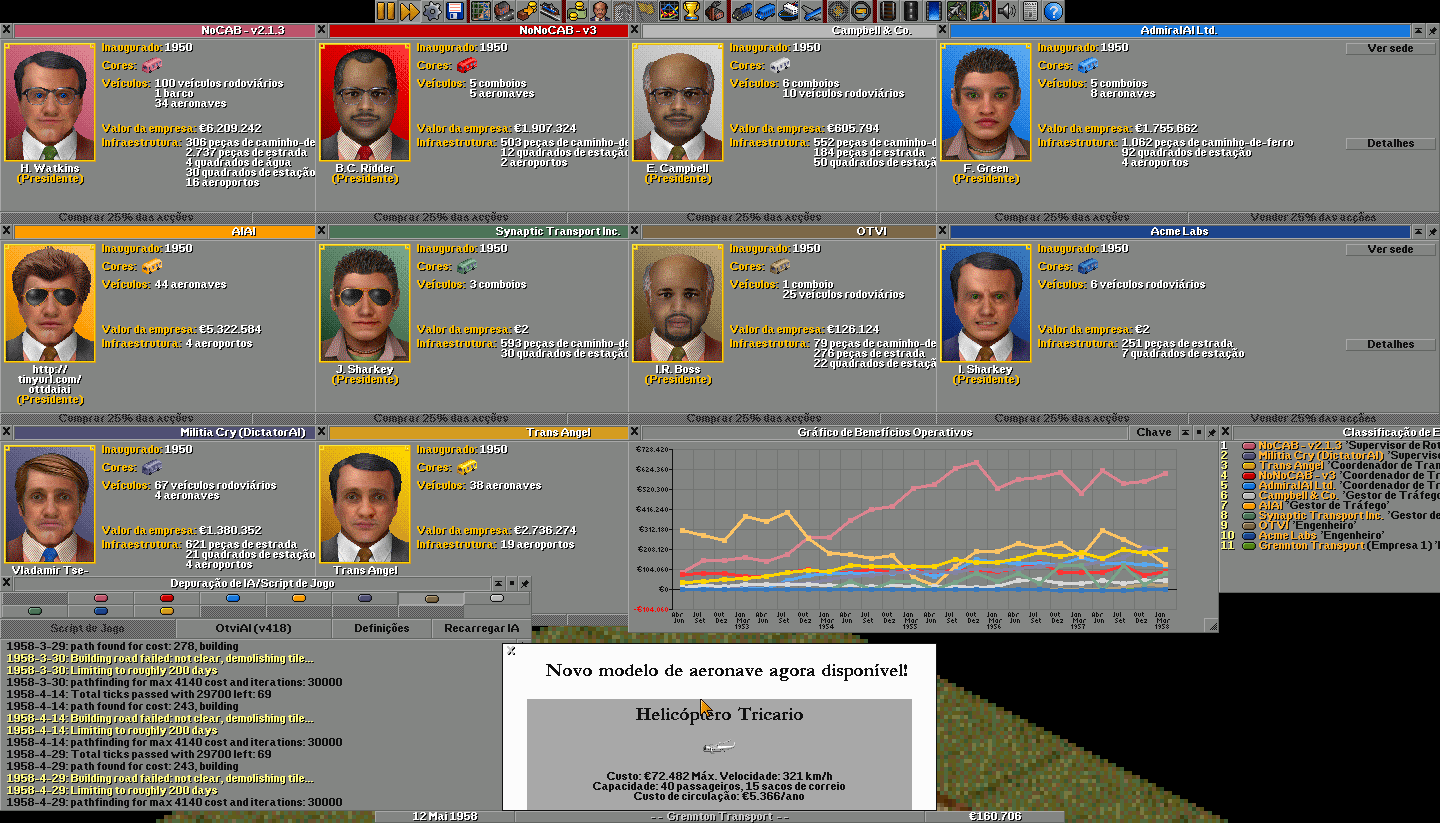 NoCAB - v2.1.3
Inaugurado: 1950
Cores:
Veículos: 100 veículos rodoviários
1 barco
34 aeronaves
Valor da empresa: €6.209.242
Infraestrutura: 306 peças de caminho-de
2.737 peças de estrada
4 quadrados de água
30 quadrados de estação
16 aeroportos
H. Watkins
(Presidente)
Comprar 25% das acções
NoNoCAB - v3
Inaugurado: 1950
Cores:
Veículos: 5 comboios
5 aeronaves
Valor da empresa: €1.907.324
Infraestrutura: 503 peças de caminho-de
12 quadrados de estação
2 aeroportos
B.C. Ridder
(Presidente)
Comprar 25% das acções
Campbell & Co.
Inaugurado: 1950
Cores:
Veículos: 6 comboios
10 veículos rodoviários
Valor da empresa: €605.794
Infraestrutura: 552 peças de caminho-de
184 peças de estrada
50 quadrados de estaçã
E. Campbell
(Presidente)
Comprar 25% das acções
AdmiralAI Ltd.
Inaugurado: 1950
Cores:
Veículos: 5 comboios
8 aeronaves
Valor da empresa: €1.755.662
Infraestrutura: 1.062 peças de caminho-de-ferro
92 quadrados de estação
4 aeroportos
F. Green
(Presidente)
Ver sede
Detalhes
Comprar 25% das acções
Vender 25% das acções
AIAI
Inaugurado: 1950
Cores:
Veículos: 44 aeronaves
Valor da empresa: €5.322.584
Infraestrutura: 4 aeroportos
http://
tinyurl.com/
ottdaiai
(Presidente)
Comprar 25% das acções
Synaptic Transport Inc.
Inaugurado: 1950
Cores:
Veículos: 3 comboios
Valor da empresa: €2
Infraestrutura: 593 peças de caminho-de
30 quadrados de estação
J. Sharkey
(Presidente)
Comprar 25% das acções
OTVI
Inaugurado: 1950
Cores:
Veículos: 1 comboio
25 veículos rodoviários
Valor da empresa: €126.124
Infraestrutura: 79 peças de caminho-de
276 peças de estrada
22 quadrados de estaçã
I.R. Boss
(Presidente)
Comprar 25% das acções
Acme Labs
Inaugurado: 1950
Cores:
Veículos: 6 veículos rodoviários
Valor da empresa: €2
Infraestrutura: 251 peças de estrada
7 quadrados de estação
I. Sharkey
(Presidente)
Ver sede
Detalhes
Comprar 25% das acções
Vender 25% das acções
Militia Cry (DictatorAI)
Inaugurado: 1950
Cores:
Veículos: 67 veículos rodoviários
4 aeronaves
Valor da empresa: €1.380.352
Infraestrutura: 621 peças de estrada
21 quadrados de estação
4 aeroportos
Vladamir Tse-
Trans Angel
Inaugurado: 1950
Cores:
Veículos: 38 aeronaves
Valor da empresa: €2.736.274
Infraestrutura: 19 aeroportos
Trans Angel
Gráfico de Benefícios Operativos
Chave
€728.420
€624.360
€520.300
€416.240
€312.180
€208.120
€104.060
€0
-€104.060
Abr Jul Out Jan Abr Jul Out Jan Abr Jul Out Jan Abr Jul Out Jan Abr Jul Out Jan Abr Jul Out Jan
Jun Set Dez Mar Jun Set Dez Mar Jun Set Dez Mar Jun Set Dez Mar Jun Set Dez Mar Jun Set Dez Mar
1953 1954 1955 1956 1957 1958
Classificação de E
1 NoCAB - v2.1.3 'Supervisor de Rot
2 Militia Cry (DictatorAI) 'Supervis
3 Trans Angel 'Coordenador de Tran
4 NoNoCAB - v3 'Coordenador de Tra
5 AdmiralAI Ltd. 'Coordenador de T
6 Campbell & Co. 'Gestor de Tráfego
7 AIAI 'Gestor de Tráfego'
8 Synaptic Transport Inc. 'Gestor de
9 OTVI 'Engenheiro'
10 Acme Labs 'Engenheiro'
11 Grennton Transport (Empresa 1) 'E
Depuração de IA/Script de Jogo
Script de Jogo
OtviAI (v418)
Definições
Recarregar IA
1958-3-29: path found for cost: 278, building
1958-3-30: Building road failed: not clear, demolishing tile...
1958-3-30: Limiting to roughly 200 days
1958-3-30: pathfinding for max 4140 cost and iterations: 30000
1958-4-14: Total ticks passed with 29700 left: 69
1958-4-14: path found for cost: 243, building
1958-4-14: Building road failed: not clear, demolishing tile...
1958-4-14: Limiting to roughly 200 days
1958-4-14: pathfinding for max 4140 cost and iterations: 30000
1958-4-29: Total ticks passed with 29700 left: 69
1958-4-29: path found for cost: 243, building
1958-4-29: Building road failed: not clear, demolishing tile...
1958-4-29: Limiting to roughly 200 days
1958-4-29: pathfinding for max 4140 cost and iterations: 30000
Novo modelo de aeronave agora disponível!
Helicóptero Tricario
Custo: €72.482 Máx. Velocidade: 321 km/h
Capacidade: 40 passageiros, 15 sacos de correio
Custo de circulação: €5.366/ano
12 Mai 1958
-- Grennton Transport --
€160.706